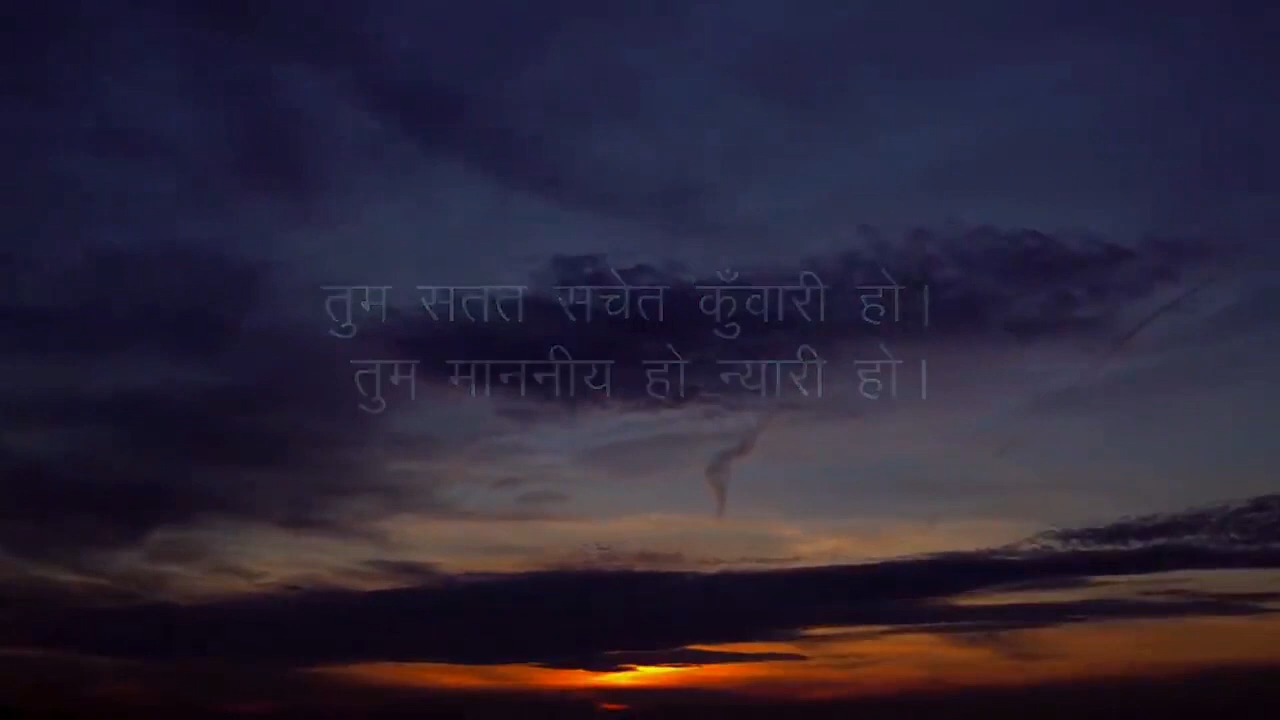 तुम सतत सचेत कुँवारी हो।
तुम माननीय हो न्यारी हो।